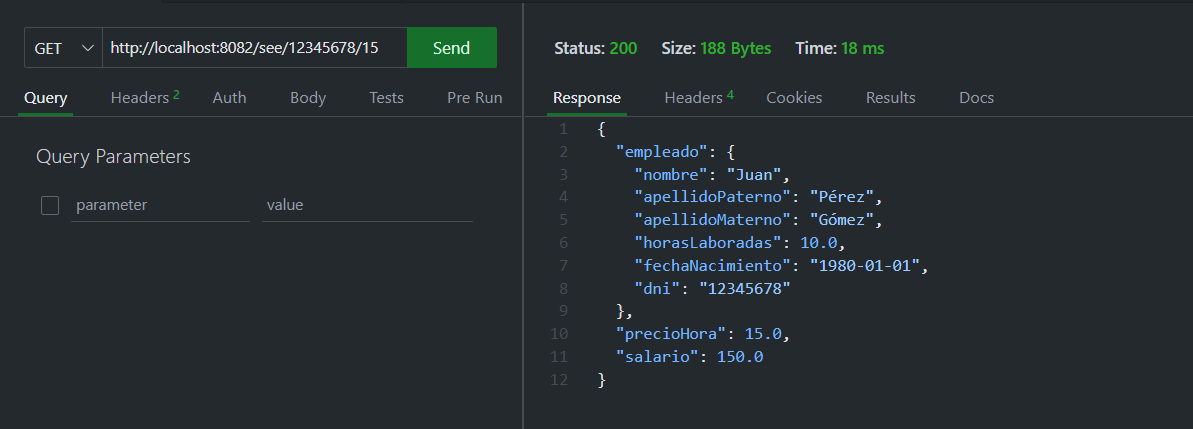 GET http://localhost:8082/see/12345678/15 Send
Query Headers 2 Auth Body Tests Pre Run
Query Parameters
parameter value
Status: 200 Size: 188 Bytes Time: 18 ms
Response Headers 4 Cookies Results Docs
1 {
2 "empleado": {
3 "nombre": "Juan",
4 "apellidoPaterno": "Pérez",
5 "apellidoMaterno": "Gómez",
6 "horasLaboradas": 10.0,
7 "fechaNacimiento": "1980-01-01",
8 "dni": "12345678"
9 },
10 "precioHora": 15.0,
11 "salario": 150.0
12 }